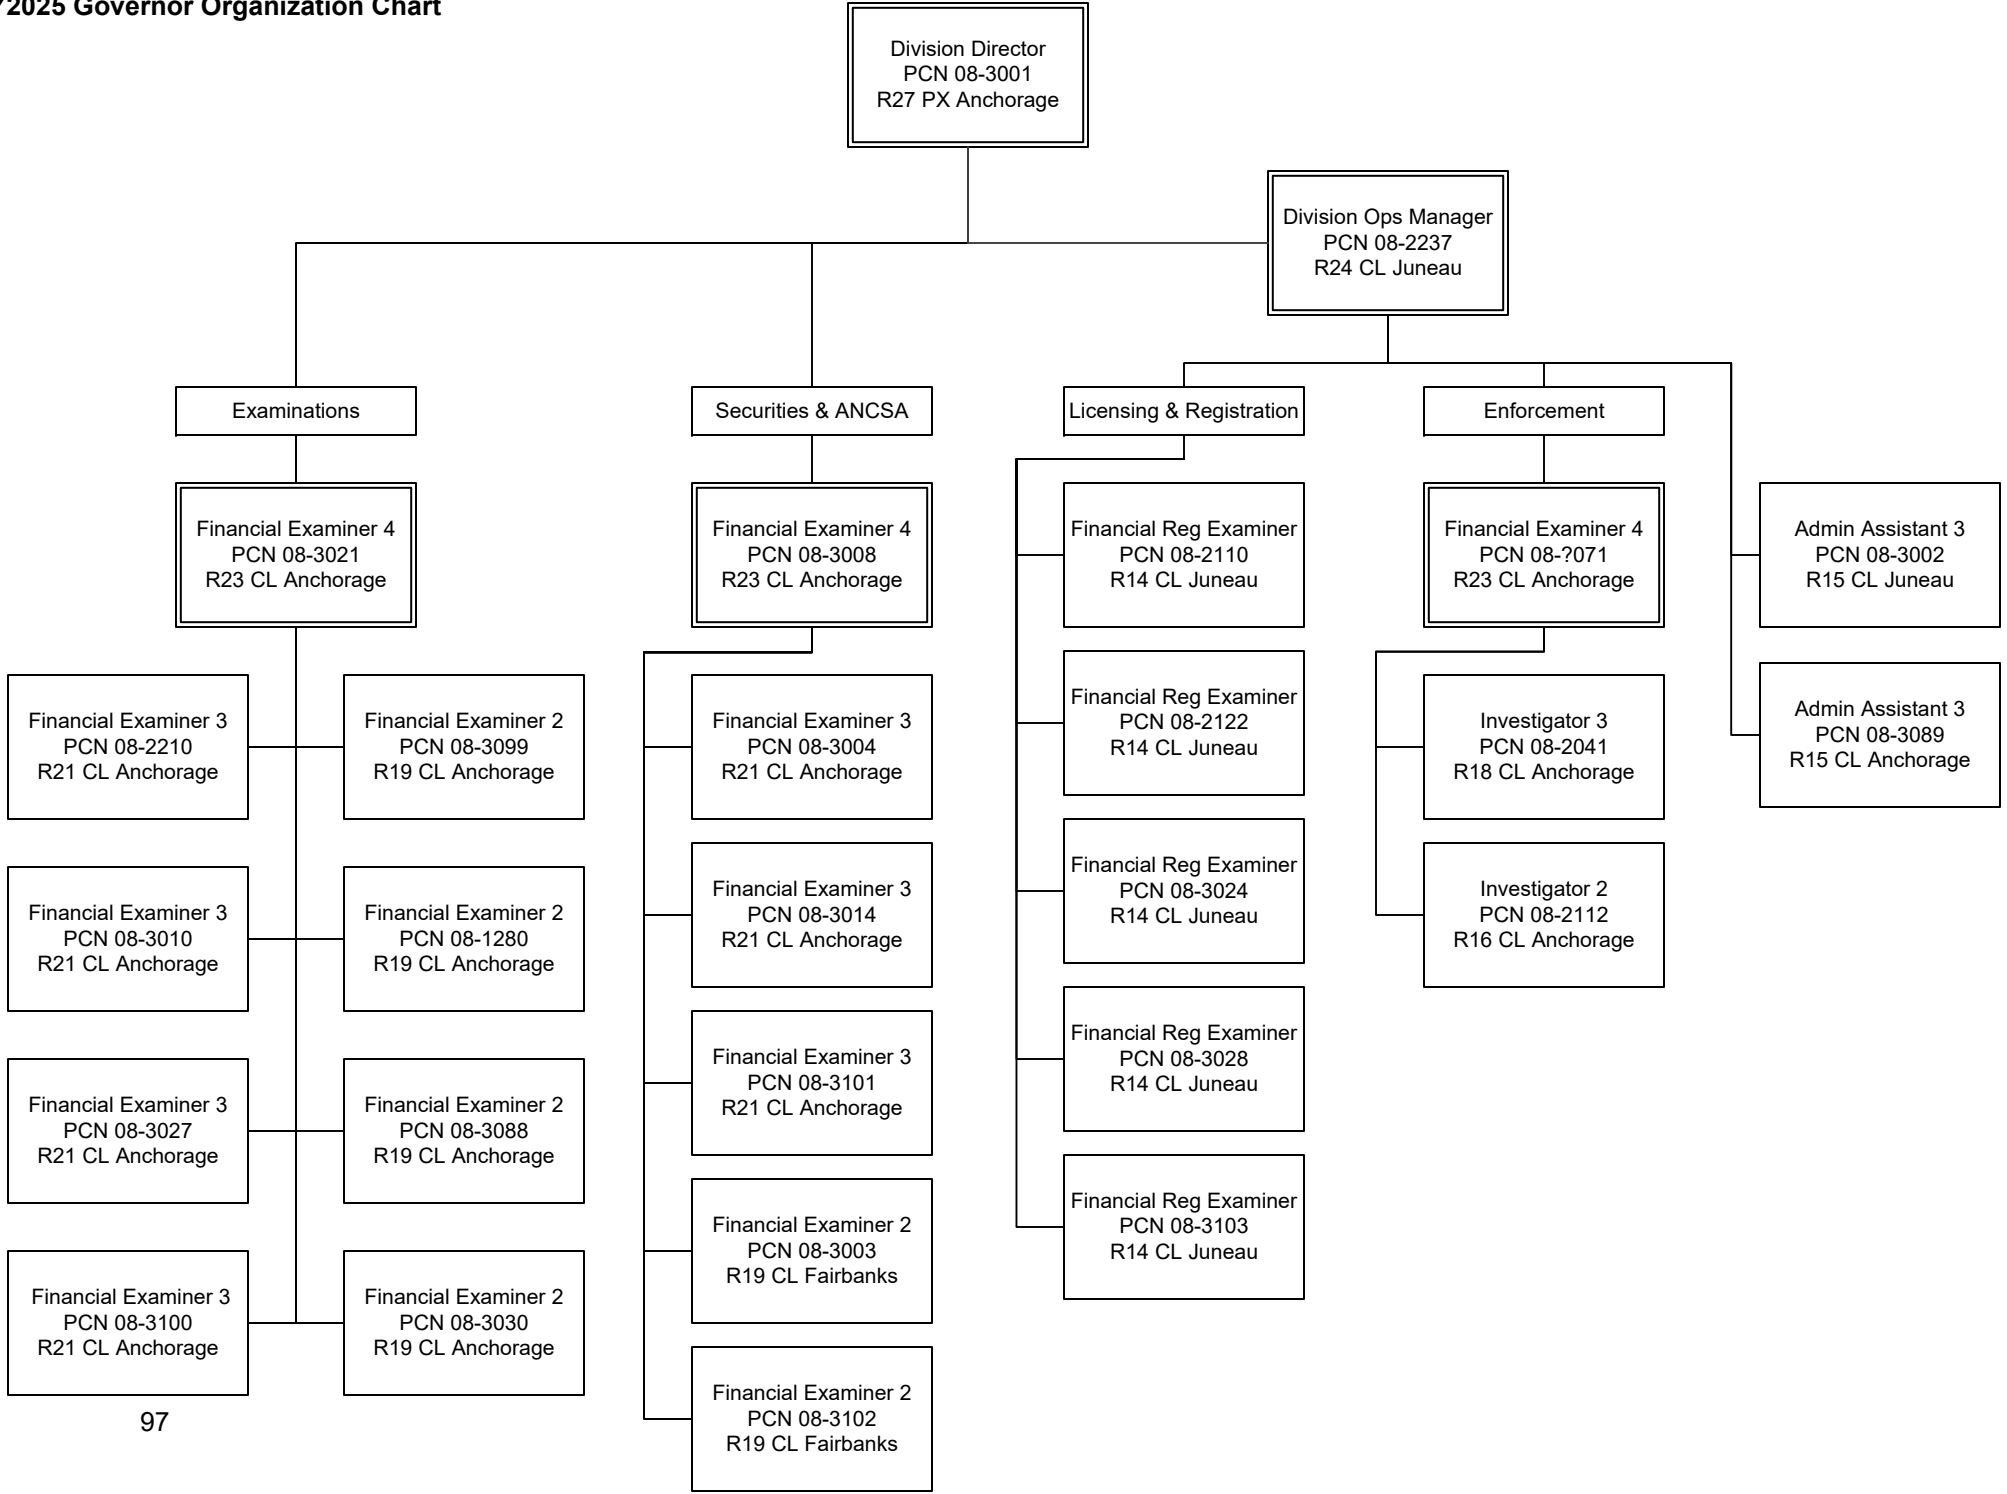 Y2025 Governor Organization Chart
Division Director
PCN 08-3001
R27 PX Anchorage
Division Ops Manager
PCN 08-2237
R24 CL Juneau
Examinations
Securities & ANCSA
Licensing & Registration
Enforcement
Financial Examiner 4
PCN 08-3021
R23 CL Anchorage
Financial Examiner 4
PCN 08-3008
R23 CL Anchorage
Financial Reg Examiner
PCN 08-2110
R14 CL Juneau
Financial Examiner 4
PCN 08-?071
R23 CL Anchorage
Admin Assistant 3
PCN 08-3002
R15 CL Juneau
Financial Examiner 3
PCN 08-2210
R21 CL Anchorage
Financial Examiner 2
PCN 08-3099
R19 CL Anchorage
Financial Examiner 3
PCN 08-3004
R21 CL Anchorage
Financial Reg Examiner
PCN 08-2122
R14 CL Juneau
Investigator 3
PCN 08-2041
R18 CL Anchorage
Admin Assistant 3
PCN 08-3089
R15 CL Anchorage
Financial Examiner 3
PCN 08-3010
R21 CL Anchorage
Financial Examiner 2
PCN 08-1280
R19 CL Anchorage
Financial Examiner 3
PCN 08-3014
R21 CL Anchorage
Financial Reg Examiner
PCN 08-3024
R14 CL Juneau
Investigator 2
PCN 08-2112
R16 CL Anchorage
Financial Examiner 3
PCN 08-3027
R21 CL Anchorage
Financial Examiner 2
PCN 08-3088
R19 CL Anchorage
Financial Examiner 3
PCN 08-3101
R21 CL Anchorage
Financial Reg Examiner
PCN 08-3028
R14 CL Juneau
Financial Examiner 3
PCN 08-3100
R21 CL Anchorage
Financial Examiner 2
PCN 08-3030
R19 CL Anchorage
Financial Examiner 2
PCN 08-3003
R19 CL Fairbanks
Financial Reg Examiner
PCN 08-3103
R14 CL Juneau
Financial Examiner 2
PCN 08-3102
R19 CL Fairbanks
97